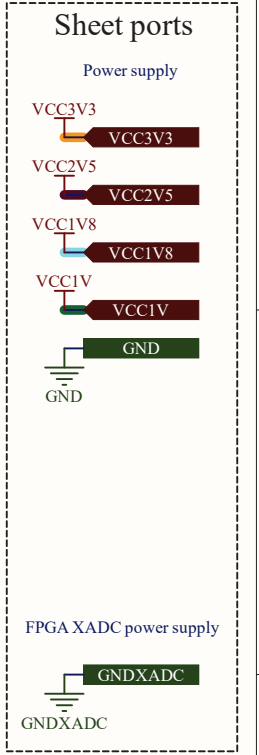 Sheet ports
Power supply
VCC3V3
VCC3V3
VCC2V5
VCC2V5
VCC1V8
VCC1V8
VCC1V
VCC1V
GND
GND
FPGA XADC power supply
GNDXADC
GNDXADC